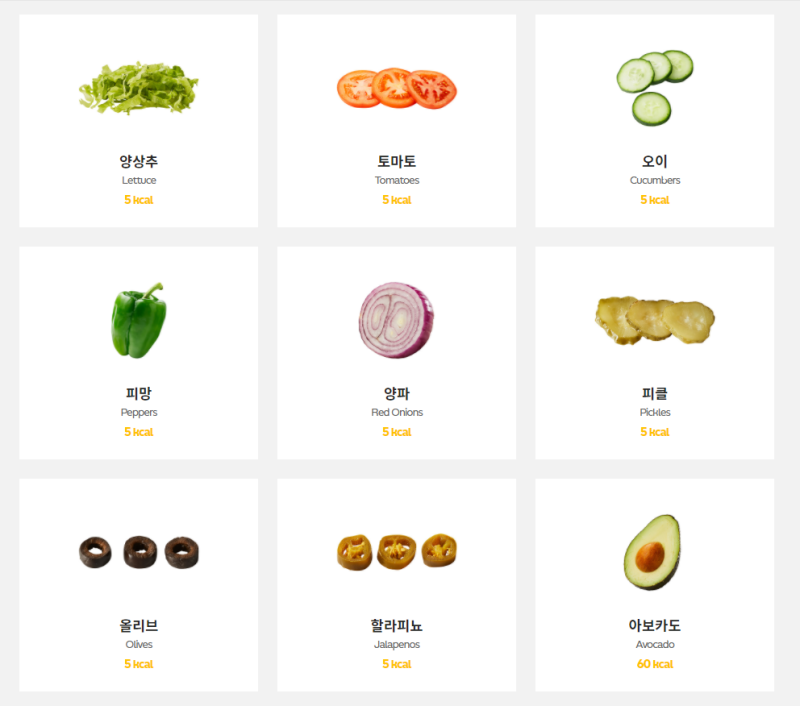 양상추
Lettuce
5 kcal
토마토
Tomatoes
5 kcal
오이
Cucumbers
5 kcal
피망
Peppers
5 kcal
양파
Red Onions
5 kcal
피클
Pickles
5 kcal
올리브
Olives
5 kcal
할라피뇨
Jalapenos
5 kcal
아보카도
Avocado
60 kcal